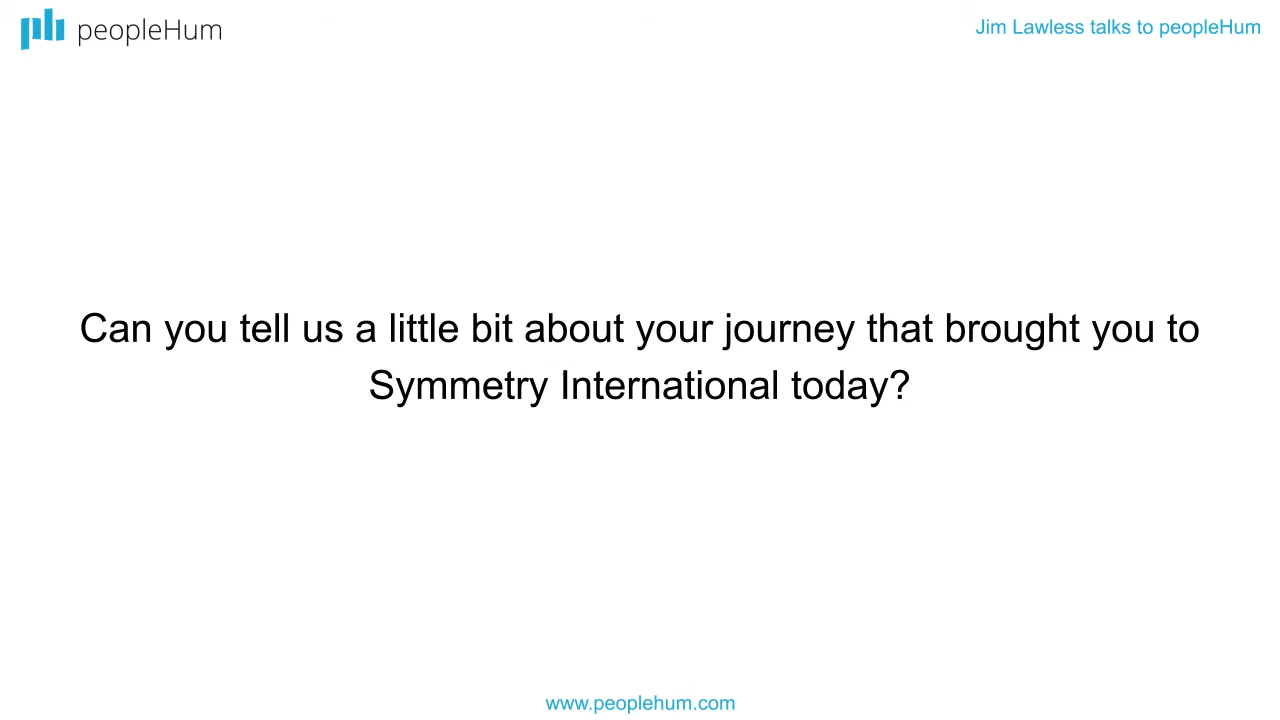 peopleHum
Jim Lawless talks to peopleHum
Can you tell us a little bit about your journey that brought you to
Symmetry International today?
www.peoplehum.com